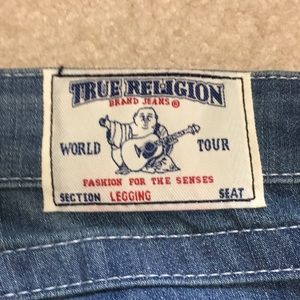 TRUE RELIGION
BRAND JEANS®
WORLD TOUR
FASHION FOR THE SENSES
SECTION LEGGING SEAT